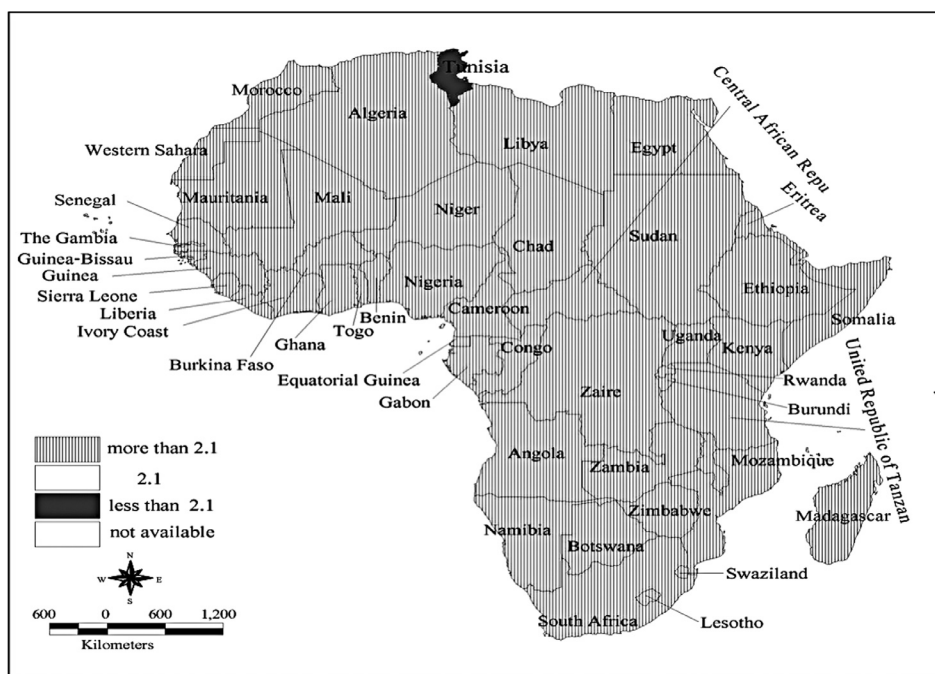 Tunisia
Morocco
Algeria
Libya
Egypt
Central African Repu
Western Sahara
Mauritania
Mali
Niger
Chad
Sudan
Eritrea
Senegal
The Gambia
Guinea-Bissau
Guinea
Sierra Leone
Liberia
Ivory Coast
Burkina Faso
Ghana
Togo
Benin
Nigeria
Cameroon
Ethiopia
Somalia
Equatorial Guinea
Gabon
Congo
Uganda
Kenya
Zaire
Rwanda
Burundi
United Republic of Tanzan
Angola
Zambia
Mozambique
Zimbabwe
Madagascar
Namibia
Botswana
Swaziland
South Africa
Lesotho
more than 2.1
2.1
less than 2.1
not available
N
W E
S
600 0 600 1,200
Kilometers